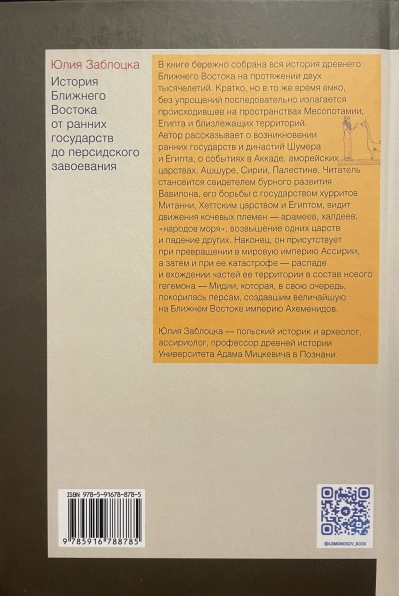 Юлия Заблоцка
История
Ближнего
Востока
от ранних
государств
до персидского
завоевания
В книге бережно собрана вся история древнего
Ближнего Востока на протяжении двух
тысячелетий. Кратко, но в то же время емко,
без упрощений последовательно излагается
происходившее на пространствах Месопотамии,
Египта и близлежащих территорий.
Автор рассказывает о возникновении
ранних государств и династий Шумера
и Египта, о событиях в Аккаде, аморейских
царствах, Ашшуре, Сирии, Палестине. Читатель
становится свидетелем бурного развития
Вавилона, его борьбы с государством хурритов
Митанни, Хеттским царством и Египтом, видит
движения кочевых племен — арамеев, халдеев,
«народов моря», возвышение одних царств
и падение других. Наконец, он присутствует
при превращении в мировую империю Ассирии,
а затем и при ее катастрофе — распаде
и вхождении частей ее территории в состав нового
гегемона — Мидии, которая, в свою очередь,
покорилась персам, создавшим величайшую
на Ближнем Востоке империю Ахеменидов.
Юлия Заблоцка — польский историк и археолог,
ассириолог, профессор древней истории
Университета Адама Мицкевича в Познани.
ISBN 978-5-91678-878-5
9 785916 788785
@LOMONOSOV_BOOK